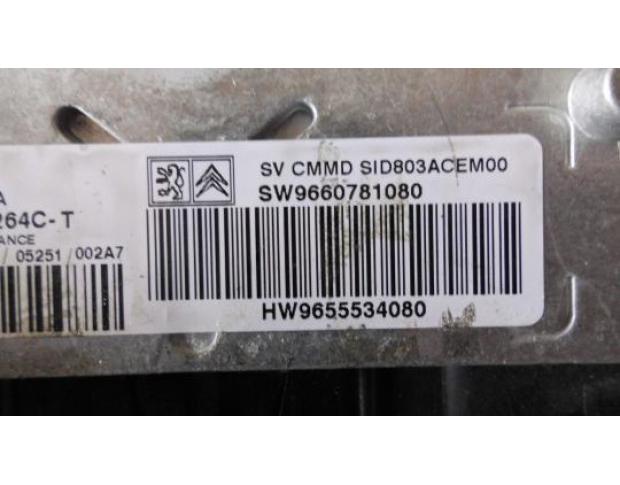 A
264C-T
ANCE
/ 05251 / 002A7
SV CMMD SID803ACEM00
SW9660781080
HW9655534080